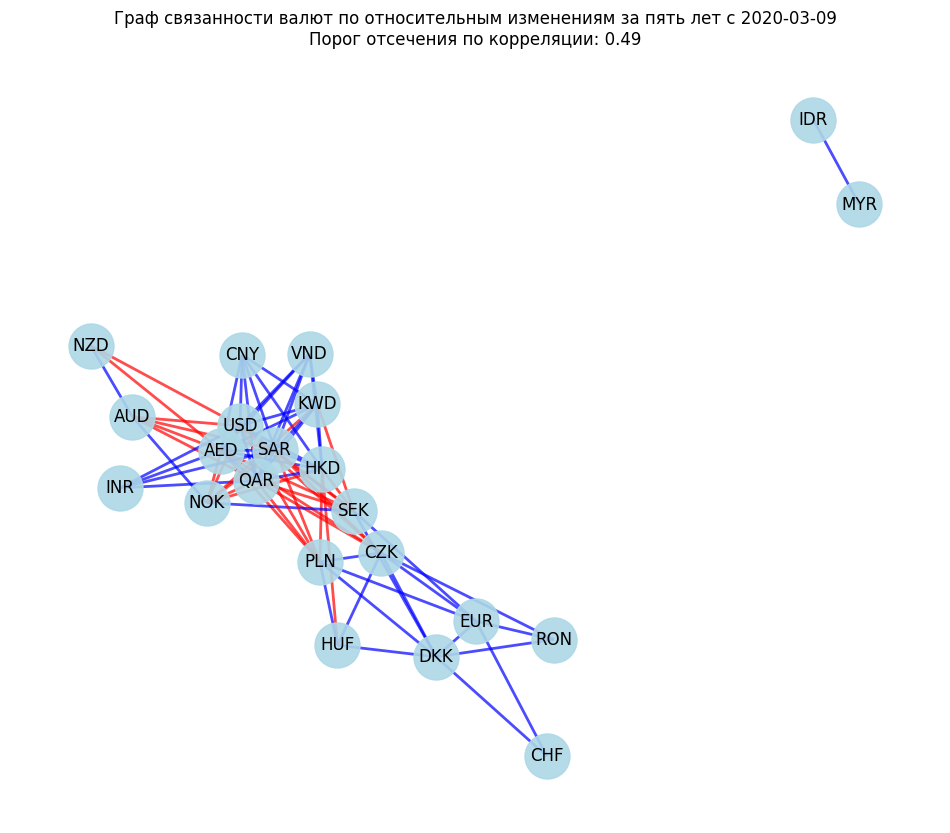 Граф связанности валют по относительным изменениям за пять лет с 2020-03-09
Порог отсечения по корреляции: 0.49
IDR
MYR
NZD
CNY
VND
KWD
AUD
USD
AED
SAR
HKD
QAR
INR
NOK
SEK
CZK
PLN
EUR
RON
HUF
DKK
CHF